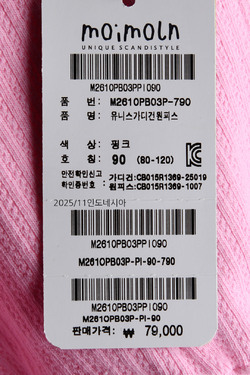 moimoln
UNIQUE SCANDISTYLE
M2610PB03PPI090
품 번: M2610PB03P-790
품 명: 유니스가디건원피스
색 상: 핑크
호 칭: 90 (80-120)
안전확인신고 가디건:CB015R1369-25019
확인증번호 : 원피스:CB015R1369-1007
2025/11인도네시아
M2610PB03PPI090
M2610PB03P-PI-90-790
M2610PB03PPI090
M2610PB03P-PI-90
판매가격: ₩ 79,000